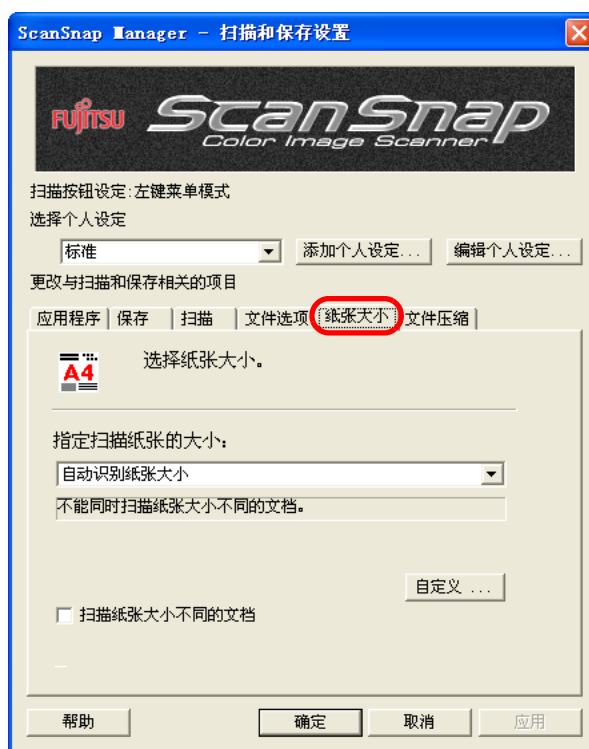 ScanSnap Manager - 扫描和保存设置
FUJITSU ScanSnap
Color Image Scanner
扫描按钮设定:左键菜单模式
选择个人设定
标准 添加个人设定... 编辑个人设定...
更改与扫描和保存相关的项目
应用程序 保存 扫描 文件选项 纸张大小 文件压缩
A4 选择纸张大小。
指定扫描纸张的大小:
自动识别纸张大小
不能同时扫描纸张大小不同的文档。
自定义 ...
扫描纸张大小不同的文档
帮助 确定 取消 应用